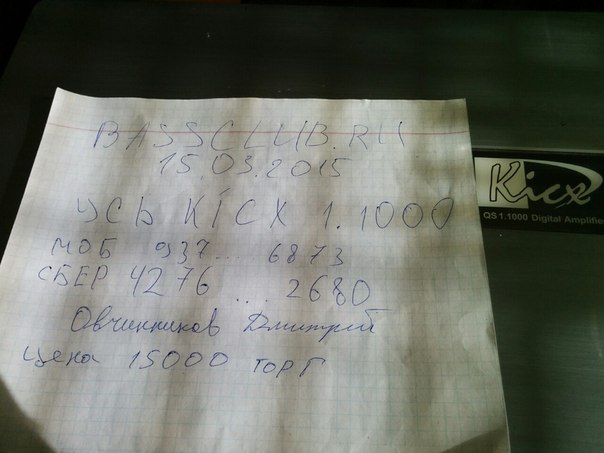 BASSCLUB.RU
15.03.2015
УСЬ KICX 1.1000
МОБ 937... 6873
СБЕР 4276 .... 2680
Овчинников Дмитрий
цена 15000 торг
Kicx
QS 1.1000 Digital Amplifie